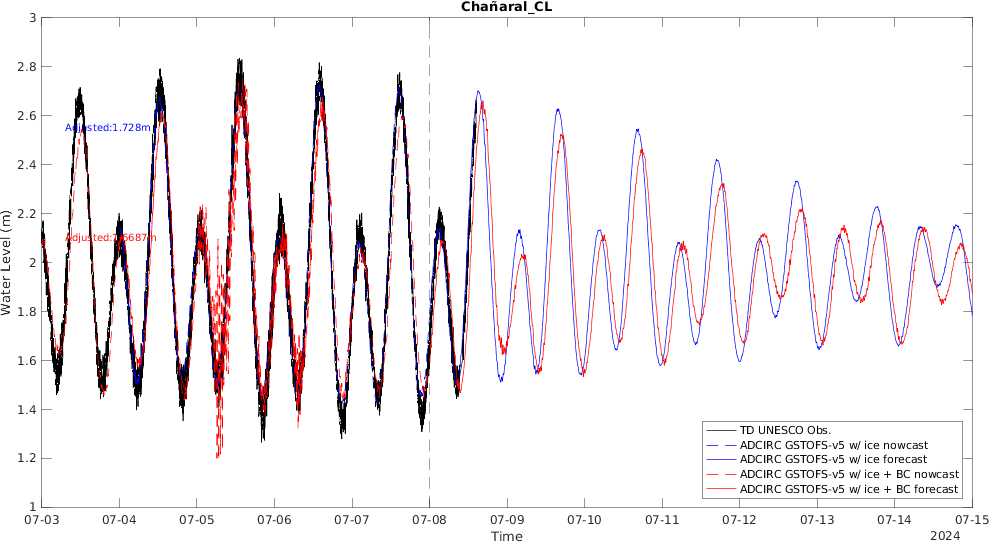 Chañaral_CL
3
2.8
2.6
2.4
2.2
2
1.8
1.6
1.4
1.2
1
Water Level (m)
Adjusted:1.728m
Adjusted:1.6687m
TD UNESCO Obs.
ADCIRC GSTOFS-v5 w/ ice nowcast
ADCIRC GSTOFS-v5 w/ ice forecast
ADCIRC GSTOFS-v5 w/ ice + BC nowcast
ADCIRC GSTOFS-v5 w/ ice + BC forecast
07-03 07-04 07-05 07-06 07-07 07-08 07-09 07-10 07-11 07-12 07-13 07-14 07-15
Time
2024